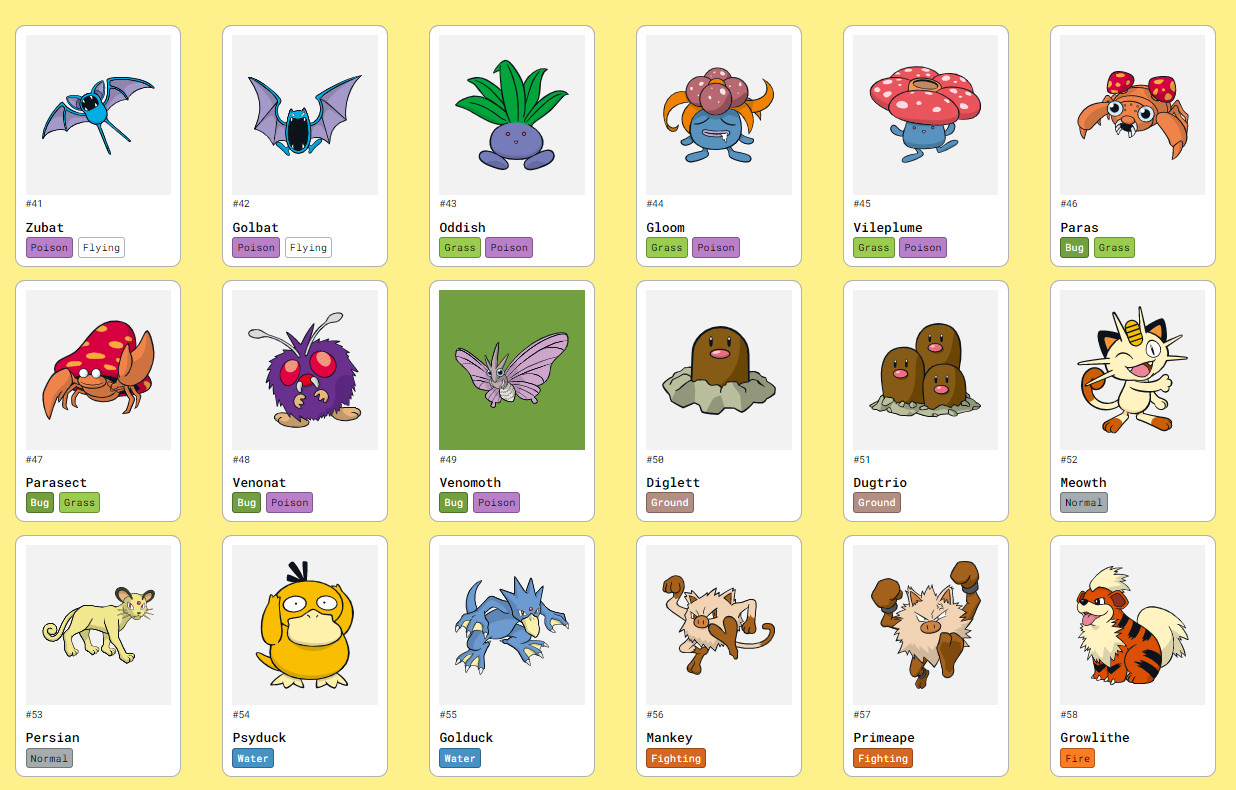 #41 #42 #43 #44 #45 #46
Zubat Golbat Oddish Gloom Vileplume Paras
Poison Flying Poison Flying Grass Poison Grass Poison Grass Poison Bug Grass
#47 #48 #49 #50 #51 #52
Parasect Venonat Venomoth Diglett Dugtrio Meowth
Bug Grass Bug Poison Bug Poison Ground Ground Normal
#53 #54 #55 #56 #57 #58
Persian Psyduck Golduck Mankey Primeape Growlithe
Normal Water Water Fighting Fighting Fire